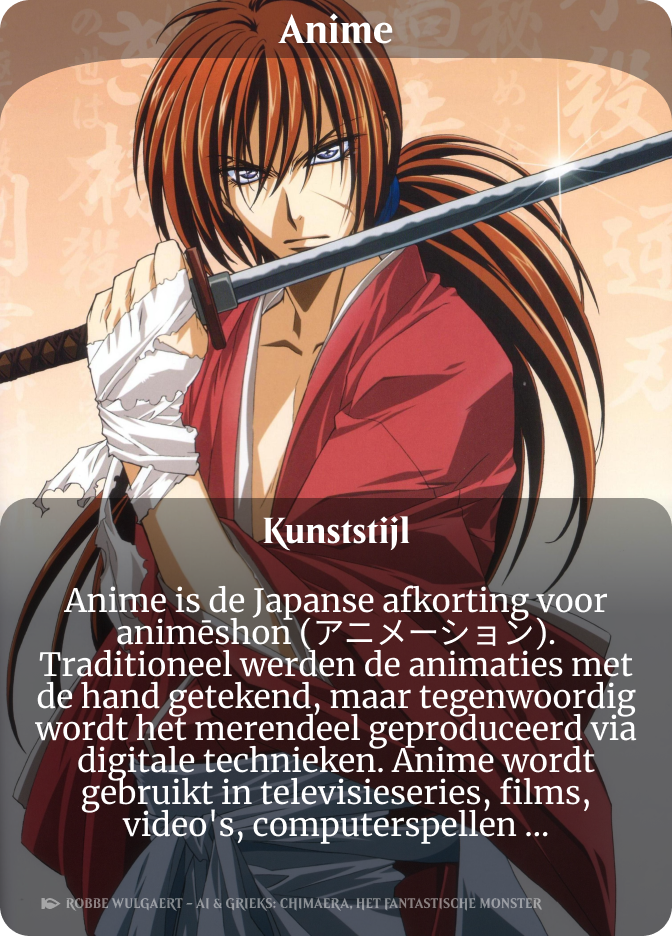 Anime
Kunststijl
Anime is de Japanse afkorting voor
animēshon (アニメーション).
Traditioneel werden de animaties met
de hand getekend, maar tegenwoordig
wordt het merendeel geproduceerd via
digitale technieken. Anime wordt
gebruikt in televisieseries, films,
video's, computerspellen ...
ROBBE WULGAERT – AI & GRIEKS: CHIMAERA, HET FANTASTISCHE MONSTER